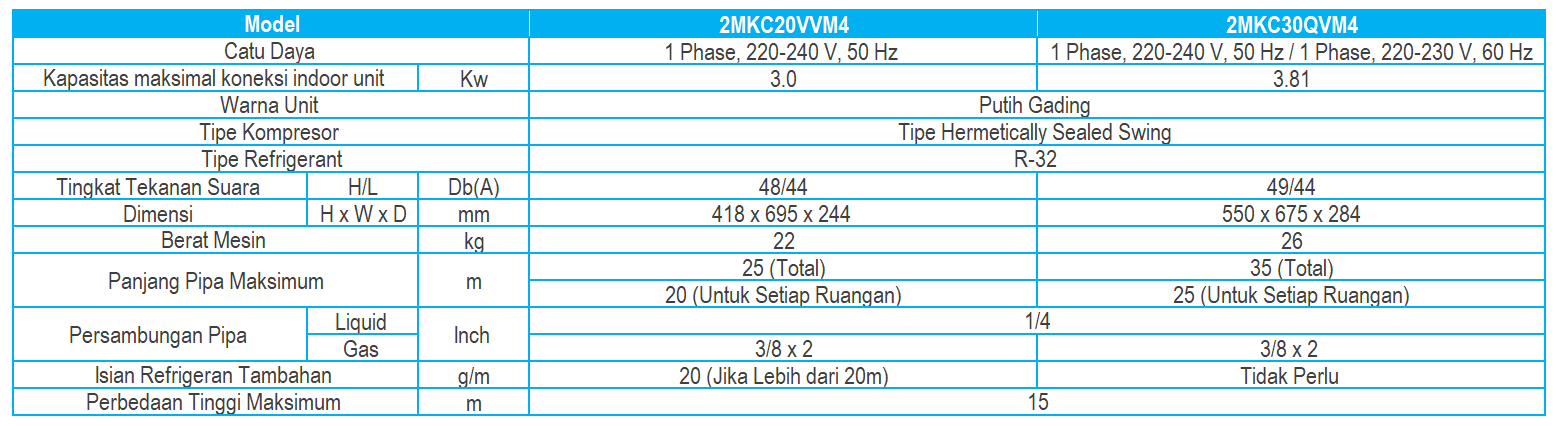 Model 2MKC20VVM4 2MKC30QVM4
Catu Daya 1 Phase, 220-240 V, 50 Hz 1 Phase, 220-240 V, 50 Hz / 1 Phase, 220-230 V, 60 Hz
Kapasitas maksimal koneksi indoor unit Kw 3.0 3.81
Warna Unit Putih Gading
Tipe Kompresor Tipe Hermetically Sealed Swing
Tipe Refrigerant R-32
Tingkat Tekanan Suara H/L Db(A) 48/44 49/44
Dimensi H x W x D mm 418 x 695 x 244 550 x 675 x 284
Berat Mesin kg 22 26
Panjang Pipa Maksimum m 25 (Total) 35 (Total)
20 (Untuk Setiap Ruangan) 25 (Untuk Setiap Ruangan)
Persambungan Pipa Liquid Inch 1/4
Gas 3/8 x 2 3/8 x 2
Isian Refrigeran Tambahan g/m 20 (Jika Lebih dari 20m) Tidak Perlu
Perbedaan Tinggi Maksimum m 15